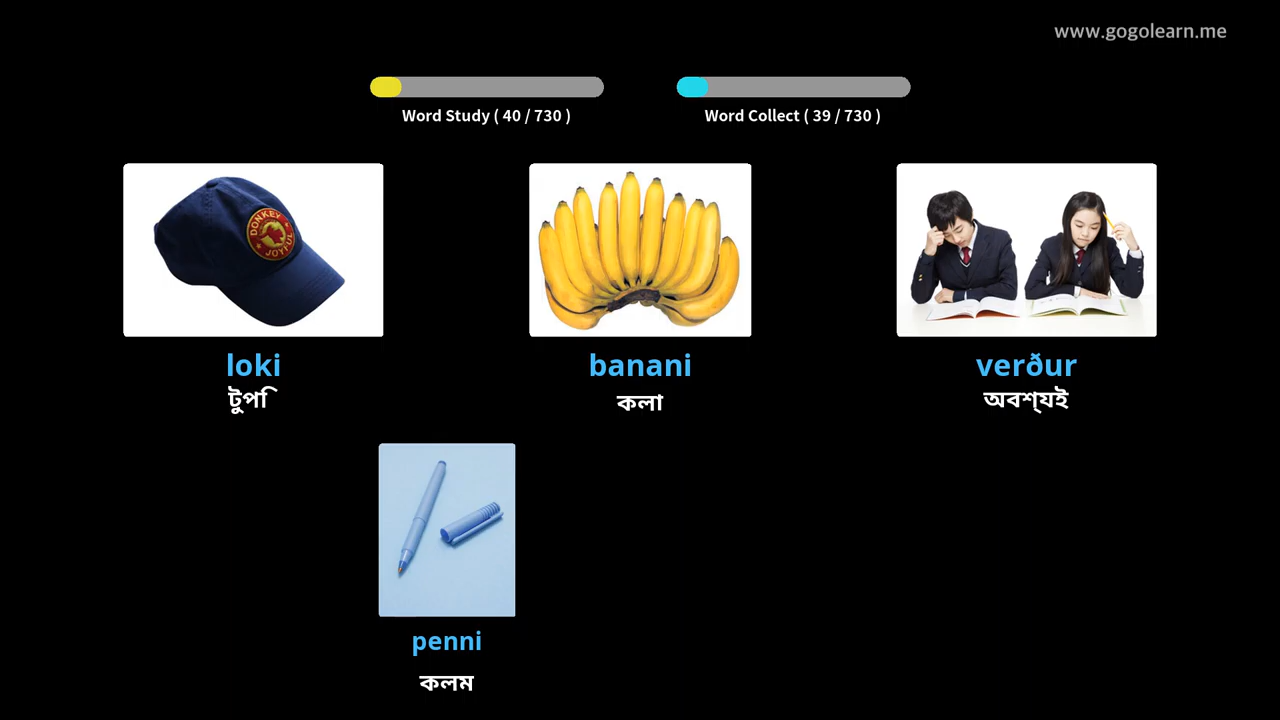 www.gogolearn.me
Word Study ( 40 / 730 )
Word Collect ( 39 / 730 )
DONKEY
JOYFUL
loki
banani
verður
টুপি
কলা
অবশ্যই
penni
কলম